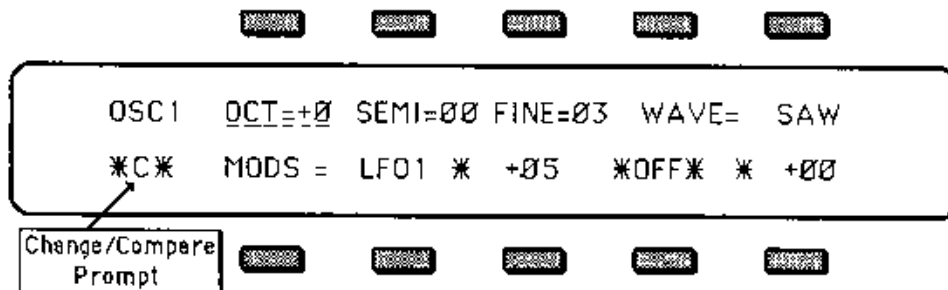 OSC1 OCT=+0 SEMI=00 FINE=03 WAVE= SAW
*C* MODS = LFO1 * +05 *OFF* * +00
Change/Compare
Prompt